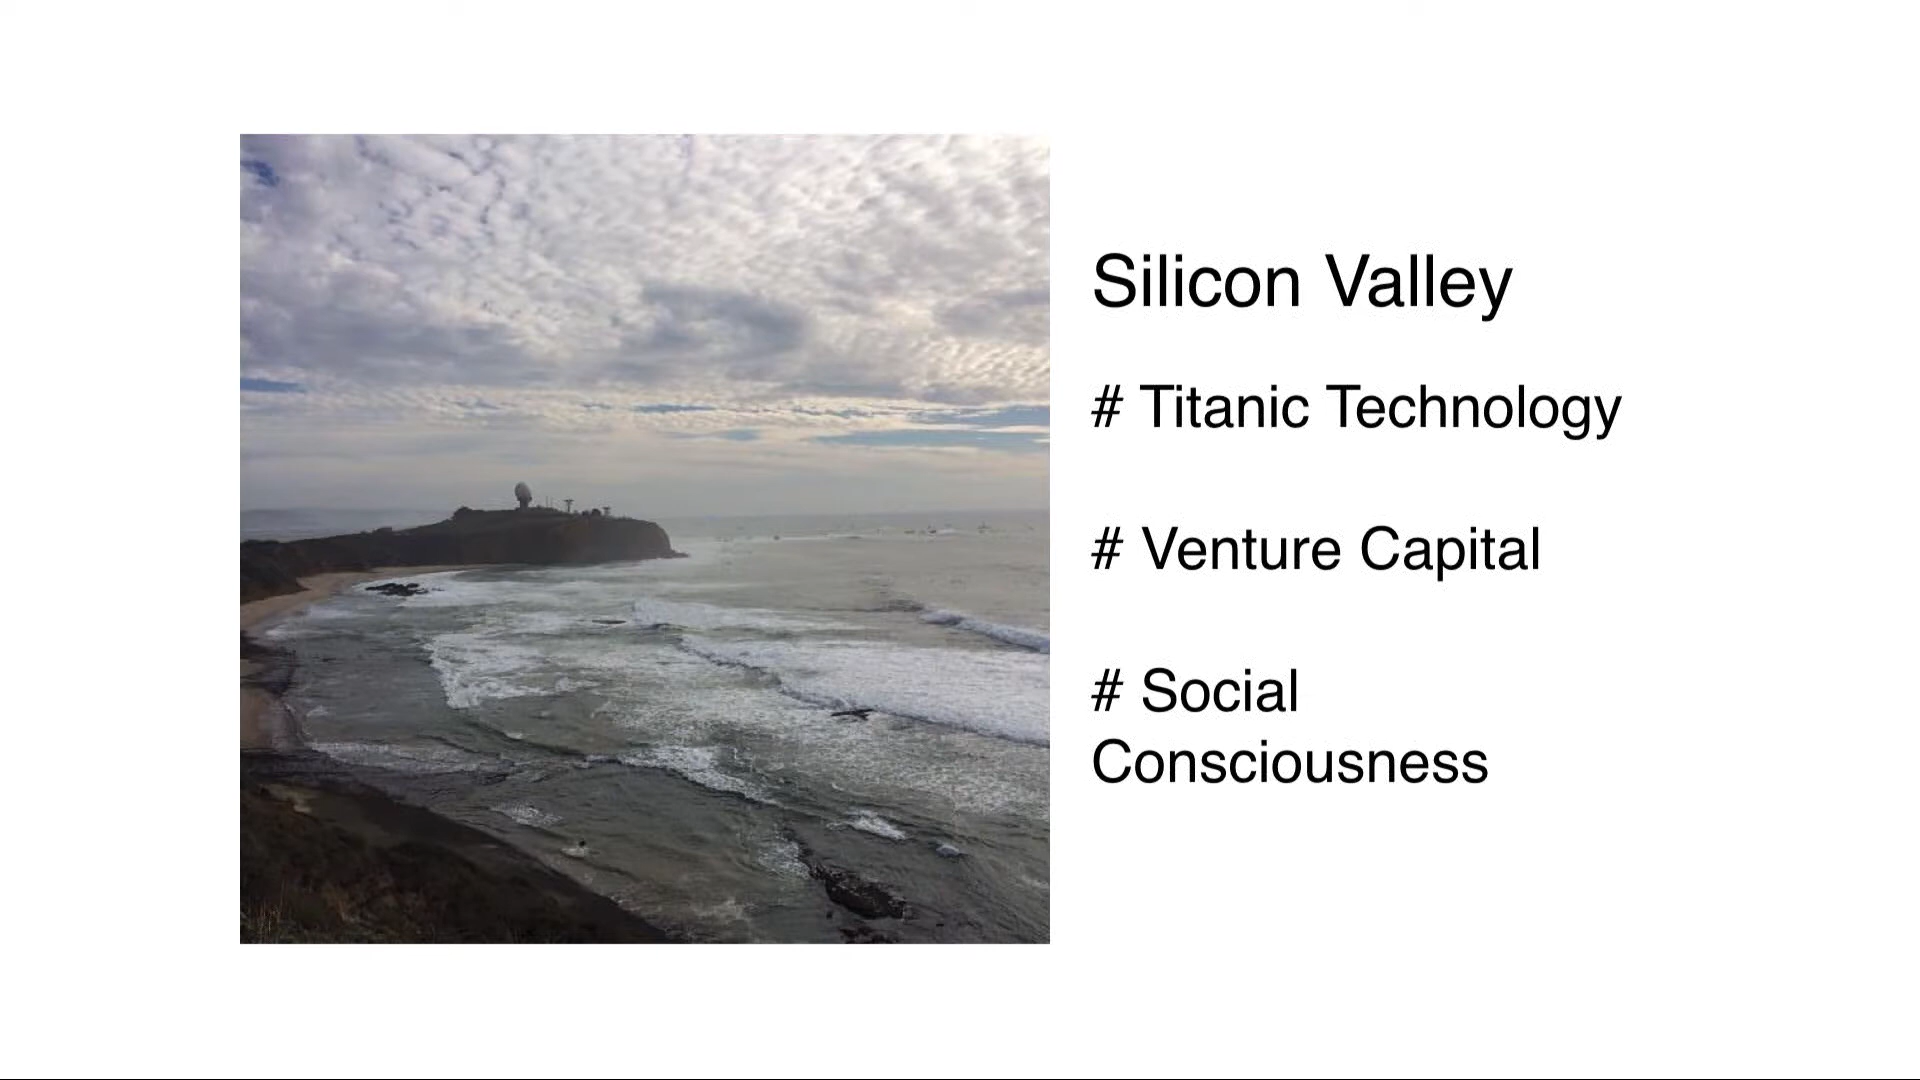 Silicon Valley
# Titanic Technology
# Venture Capital
# Social
Consciousness